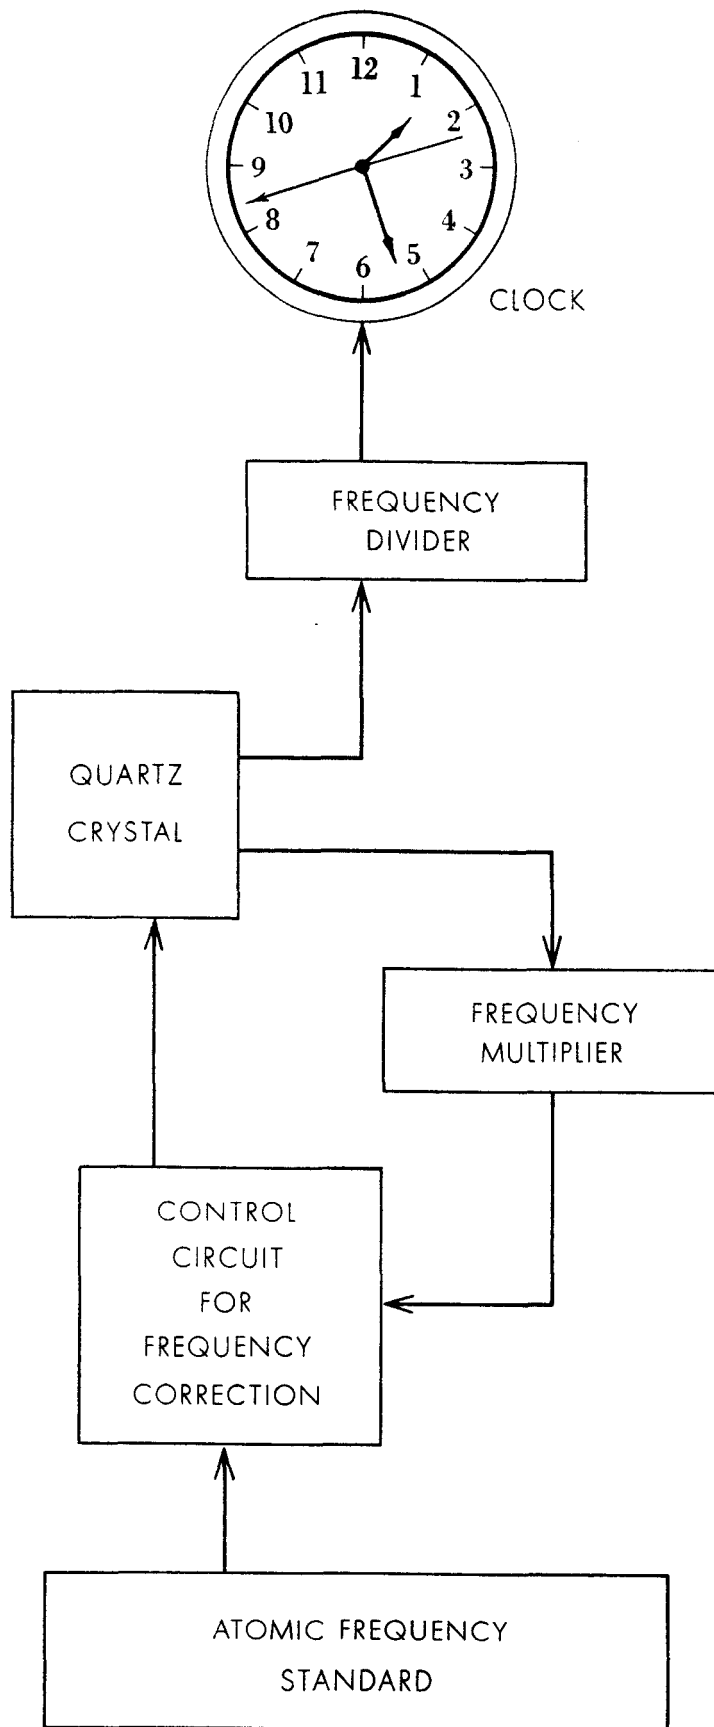 12
11
1
10
2
9
3
8
4
7
5
6
CLOCK
FREQUENCY
DIVIDER
QUARTZ
CRYSTAL
FREQUENCY
MULTIPLIER
CONTROL
CIRCUIT
FOR
FREQUENCY
CORRECTION
ATOMIC FREQUENCY
STANDARD